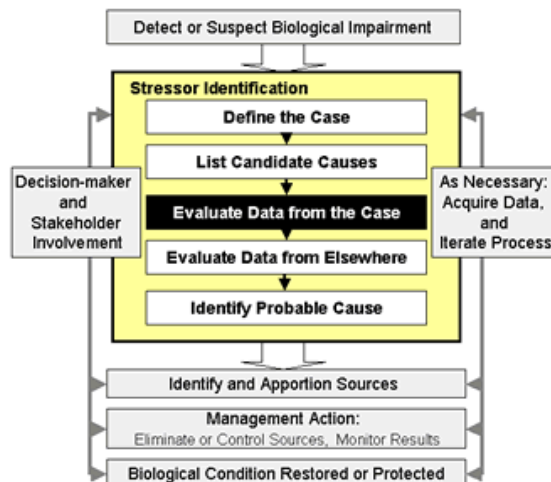 Detect or Suspect Biological Impairment
Stressor Identification
Define the Case
List Candidate Causes
Decision-maker
and
Stakeholder
Involvement
Evaluate Data from the Case
As Necessary:
Acquire Data,
and
Iterate Process
Evaluate Data from Elsewhere
Identify Probable Cause
Identify and Apportion Sources
Management Action:
Eliminate or Control Sources, Monitor Results
Biological Condition Restored or Protected